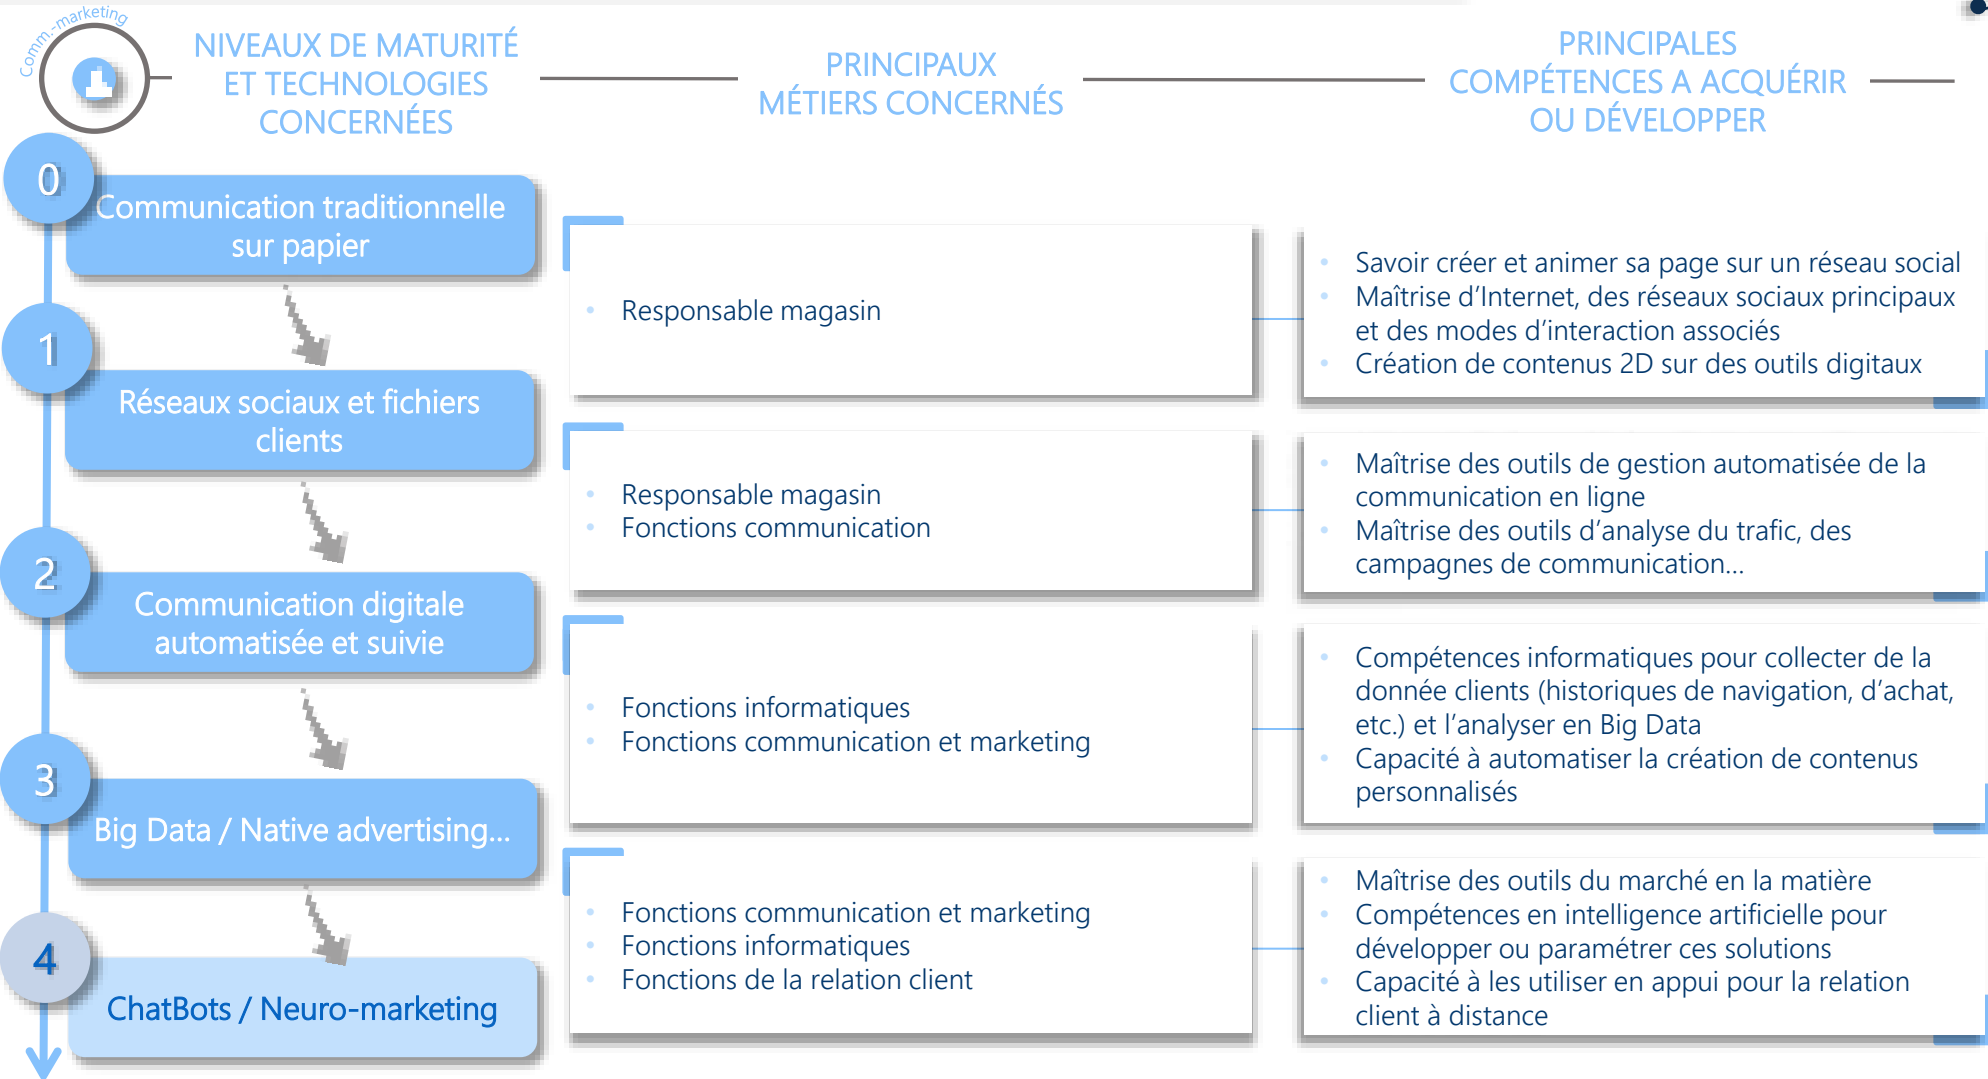 Comm.-marketing
NIVEAUX DE MATURITÉ
ET TECHNOLOGIES
CONCERNÉES
PRINCIPAUX
MÉTIERS CONCERNÉS
PRINCIPALES
COMPÉTENCES A ACQUÉRIR
OU DÉVELOPPER
0
Communication traditionnelle
sur papier
1
Réseaux sociaux et fichiers
clients
2
Communication digitale
automatisée et suivie
3
Big Data / Native advertising...
4
ChatBots / Neuro-marketing
• Responsable magasin
• Savoir créer et animer sa page sur un réseau social
• Maîtrise d’Internet, des réseaux sociaux principaux
et des modes d’interaction associés
• Création de contenus 2D sur des outils digitaux
• Responsable magasin
• Fonctions communication
• Maîtrise des outils de gestion automatisée de la
communication en ligne
• Maîtrise des outils d’analyse du trafic, des
campagnes de communication...
• Fonctions informatiques
• Fonctions communication et marketing
• Compétences informatiques pour collecter de la
donnée clients (historiques de navigation, d’achat,
etc.) et l’analyser en Big Data
• Capacité à automatiser la création de contenus
personnalisés
• Fonctions communication et marketing
• Fonctions informatiques
• Fonctions de la relation client
• Maîtrise des outils du marché en la matière
• Compétences en intelligence artificielle pour
développer ou paramétrer ces solutions
• Capacité à les utiliser en appui pour la relation
client à distance